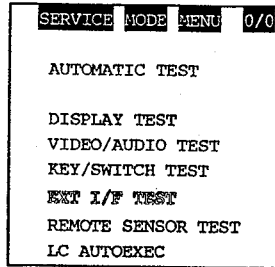 SERVICE MODE MENU 0/0
AUTOMATIC TEST
DISPLAY TEST
VIDEO/AUDIO TEST
KEY/SWITCH TEST
EXT I/F TEST
REMOTE SENSOR TEST
LC AUTOEXEC